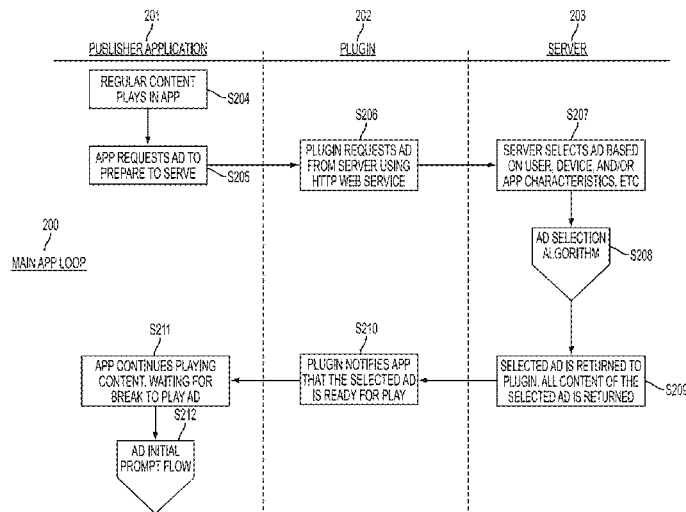 201
202
203
PUBLISHER APPLICATION
PLUGIN
SERVER
REGULAR CONTENT
PLAYS IN APP
S204
APP REQUESTS AD TO
PREPARE TO SERVE
S205
S206
PLUGIN REQUESTS AD
FROM SERVER USING
HTTP WEB SERVICE
S207
SERVER SELECTS AD BASED
ON USER, DEVICE, AND/OR
APP CHARACTERISTICS, ETC
200
MAIN APP LOOP
AD SELECTION
ALGORITHM
S208
S211
APP CONTINUES PLAYING
CONTENT, WAITING FOR
BREAK TO PLAY AD
S210
PLUGIN NOTIFIES APP
THAT THE SELECTED AD
IS READY FOR PLAY
SELECTED AD IS RETURNED TO
PLUGIN. ALL CONTENT OF THE
SELECTED AD IS RETURNED
S209
S212
AD INITIAL
PROMPT FLOW